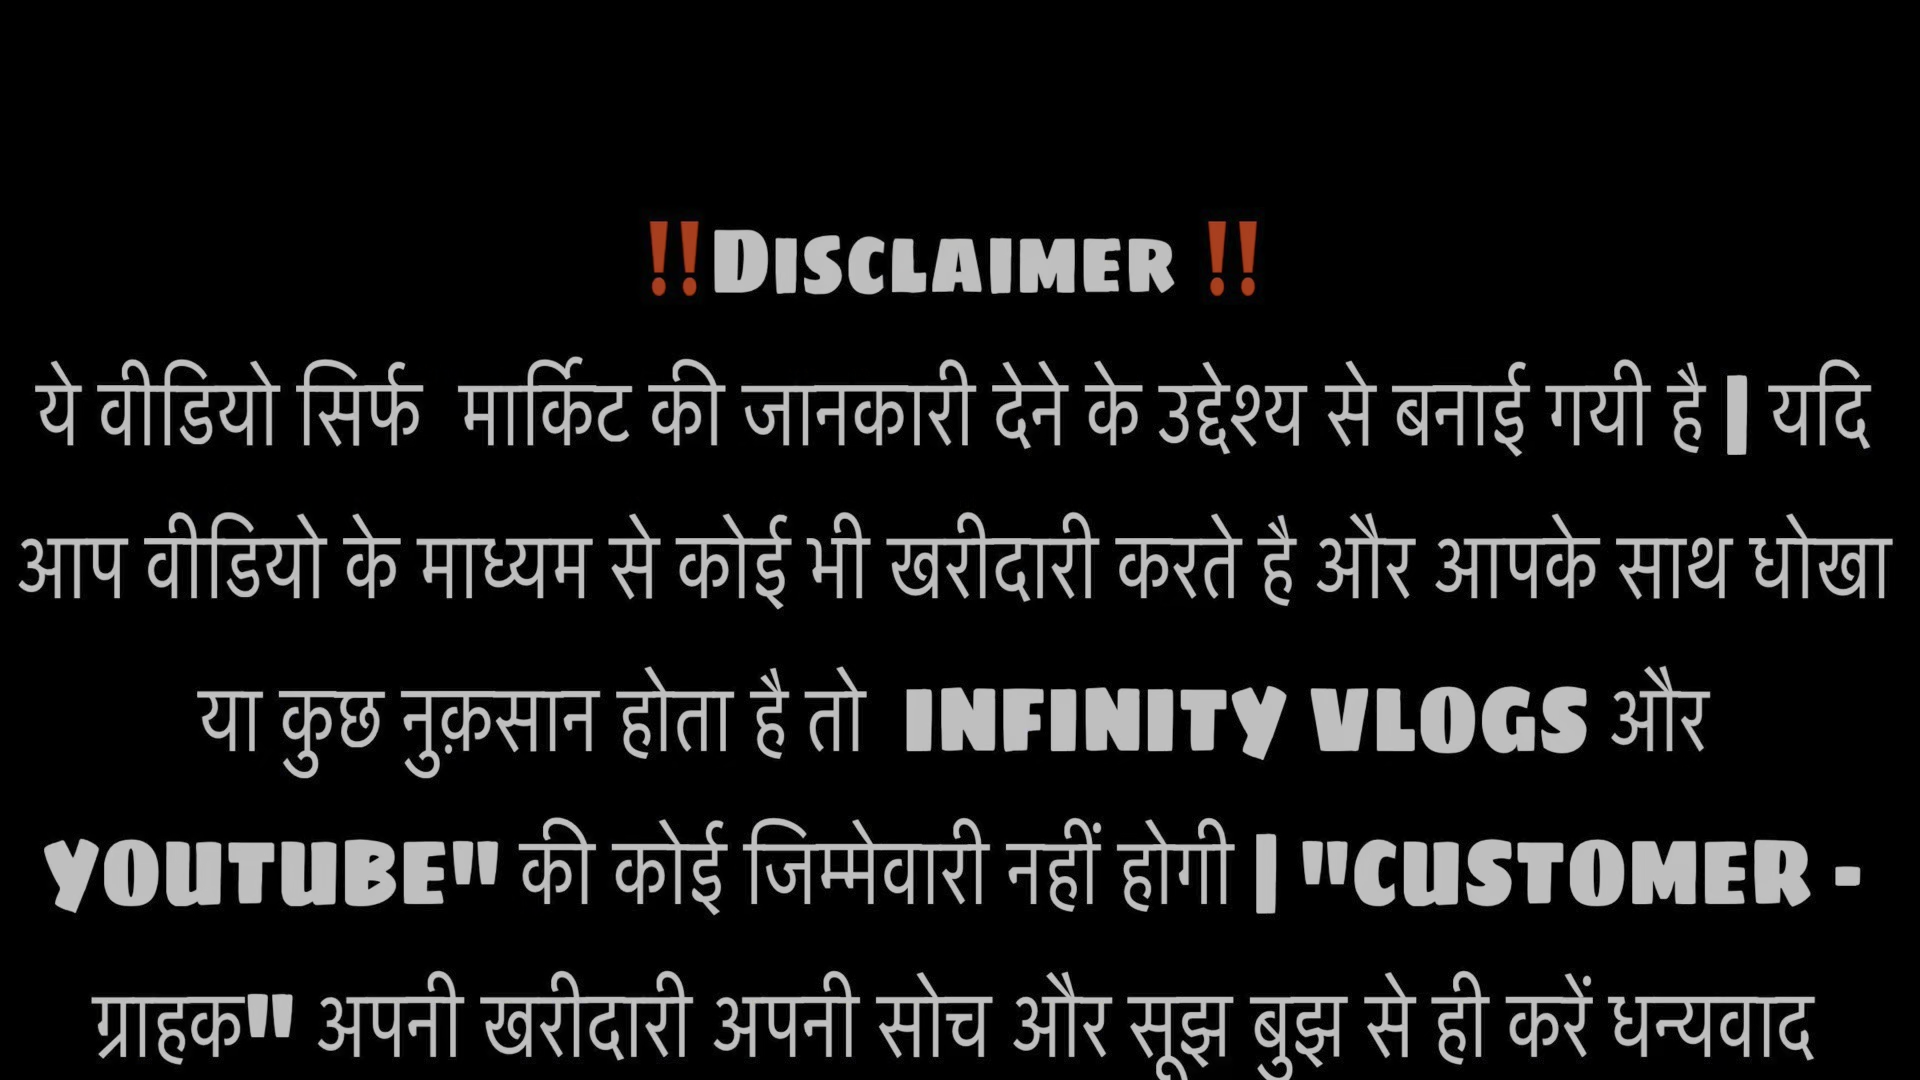 ‼Disclaimer ‼
ये वीडियो सिर्फ मार्किट की जानकारी देने के उद्देश्य से बनाई गयी है | यदि
आप वीडियो के माध्यम से कोई भी खरीदारी करते है और आपके साथ धोखा
या कुछ नुक़सान होता है तो INFINITY VLOGS और
YOUTUBE" की कोई जिम्मेवारी नहीं होगी | "CUSTOMER -
ग्राहक" अपनी खरीदारी अपनी सोच और सूझ बुझ से ही करें धन्यवाद